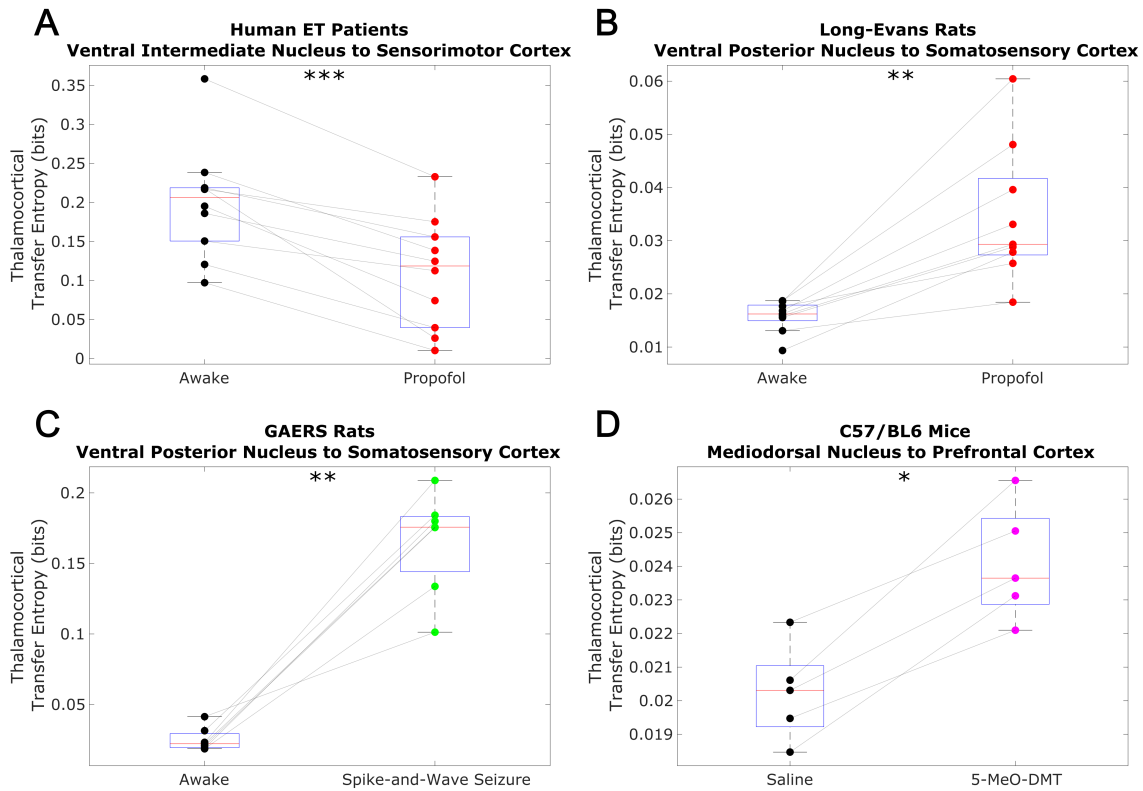 A
Human ET Patients
Ventral Intermediate Nucleus to Sensorimotor Cortex
***
Thalamocortical
Transfer Entropy (bits)
0.35
0.3
0.25
0.2
0.15
0.1
0.05
0
Awake
Propofol
B
Long-Evans Rats
Ventral Posterior Nucleus to Somatosensory Cortex
**
Thalamocortical
Transfer Entropy (bits)
0.06
0.05
0.04
0.03
0.02
0.01
Awake
Propofol
C
GAERS Rats
Ventral Posterior Nucleus to Somatosensory Cortex
**
Thalamocortical
Transfer Entropy (bits)
0.2
0.15
0.1
0.05
Awake
Spike-and-Wave Seizure
D
C57/BL6 Mice
Mediodorsal Nucleus to Prefrontal Cortex
*
Thalamocortical
Transfer Entropy (bits)
0.026
0.025
0.024
0.023
0.022
0.021
0.02
0.019
Saline
5-MeO-DMT